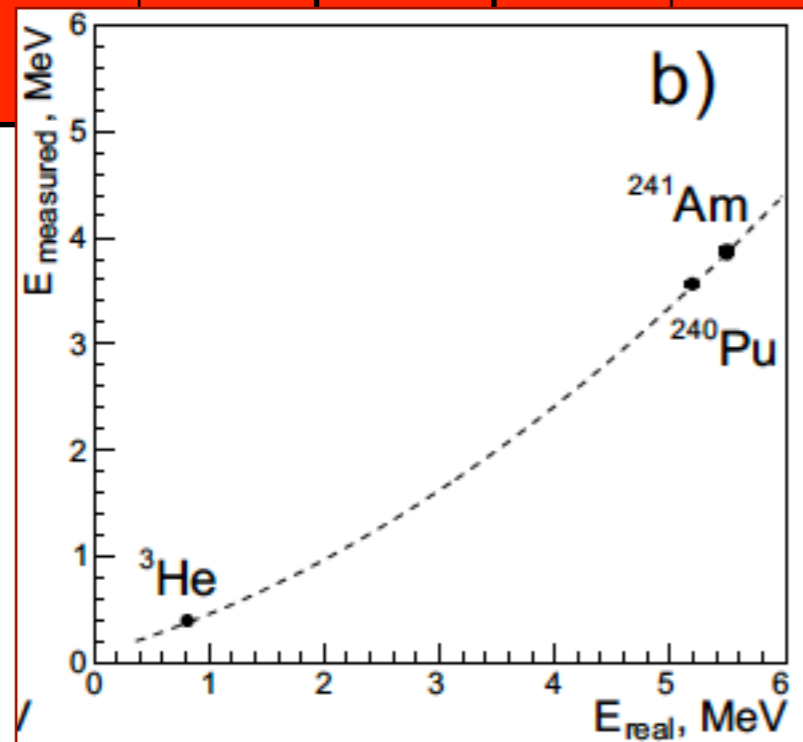 b)
E measured, MeV
6
5
4
3
2
1
0
²⁴¹Am
²⁴⁰Pu
³He
0 1 2 3 4 5 6
V
E real, MeV